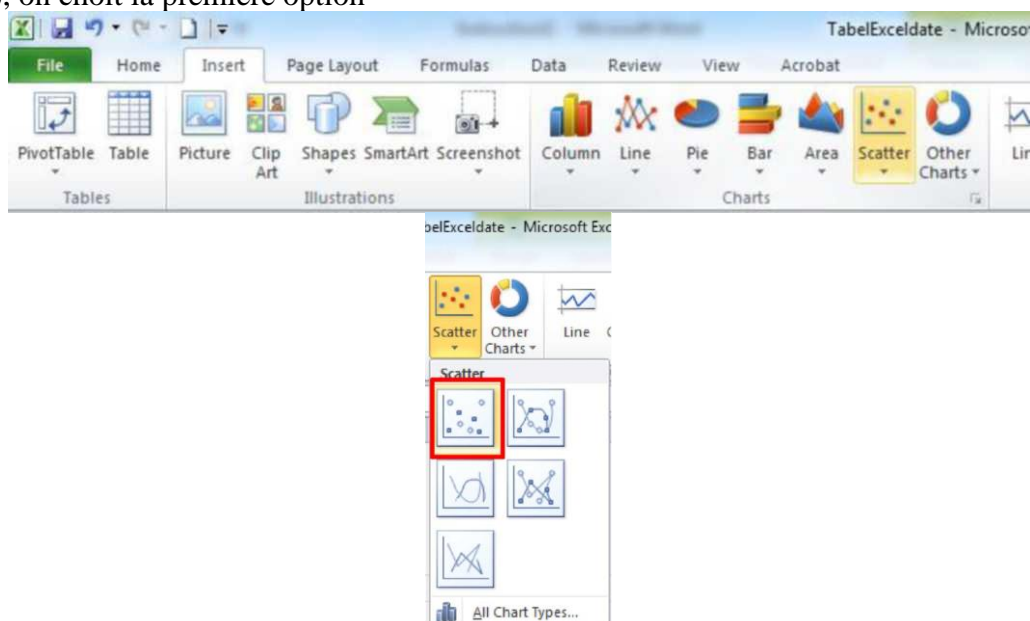 , on choit la première option
TabelExceldate - Microso
File Home Insert Page Layout Formulas Data Review View Acrobat
PivotTable Table Picture Clip Art Shapes SmartArt Screenshot Column Line Pie Bar Area Scatter Other Charts Lin
Tables Illustrations Charts
belExceldate - Microsoft Exc
Scatter Other Charts Line
Scatter
All Chart Types...